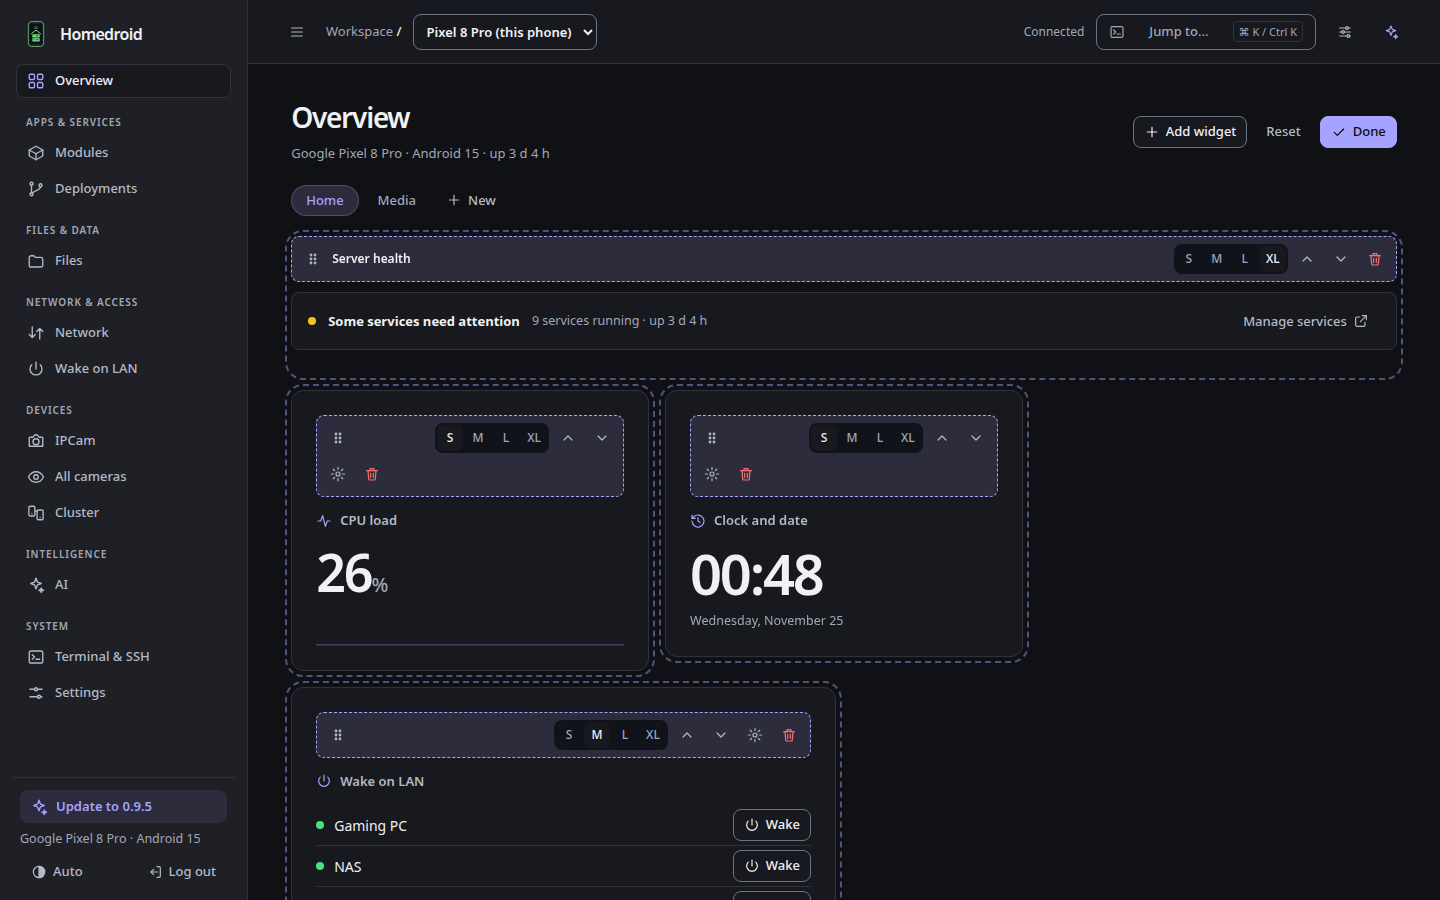 Homedroid
Overview
APPS & SERVICES
Modules
Deployments
FILES & DATA
Files
NETWORK & ACCESS
Network
Wake on LAN
DEVICES
IPCam
All cameras
Cluster
INTELLIGENCE
AI
SYSTEM
Terminal & SSH
Settings
Update to 0.9.5
Google Pixel 8 Pro · Android 15
Auto
Log out
Workspace / Pixel 8 Pro (this phone)
Connected
Jump to... ⌘ K / Ctrl K
Overview
Google Pixel 8 Pro · Android 15 · up 3 d 4 h
Add widget
Reset
Done
Home
Media
New
Server health
S M L XL
Some services need attention 9 services running · up 3 d 4 h
Manage services
S M L XL
CPU load
26%
S M L XL
Clock and date
00:48
Wednesday, November 25
S M L XL
Wake on LAN
Gaming PC
Wake
NAS
Wake